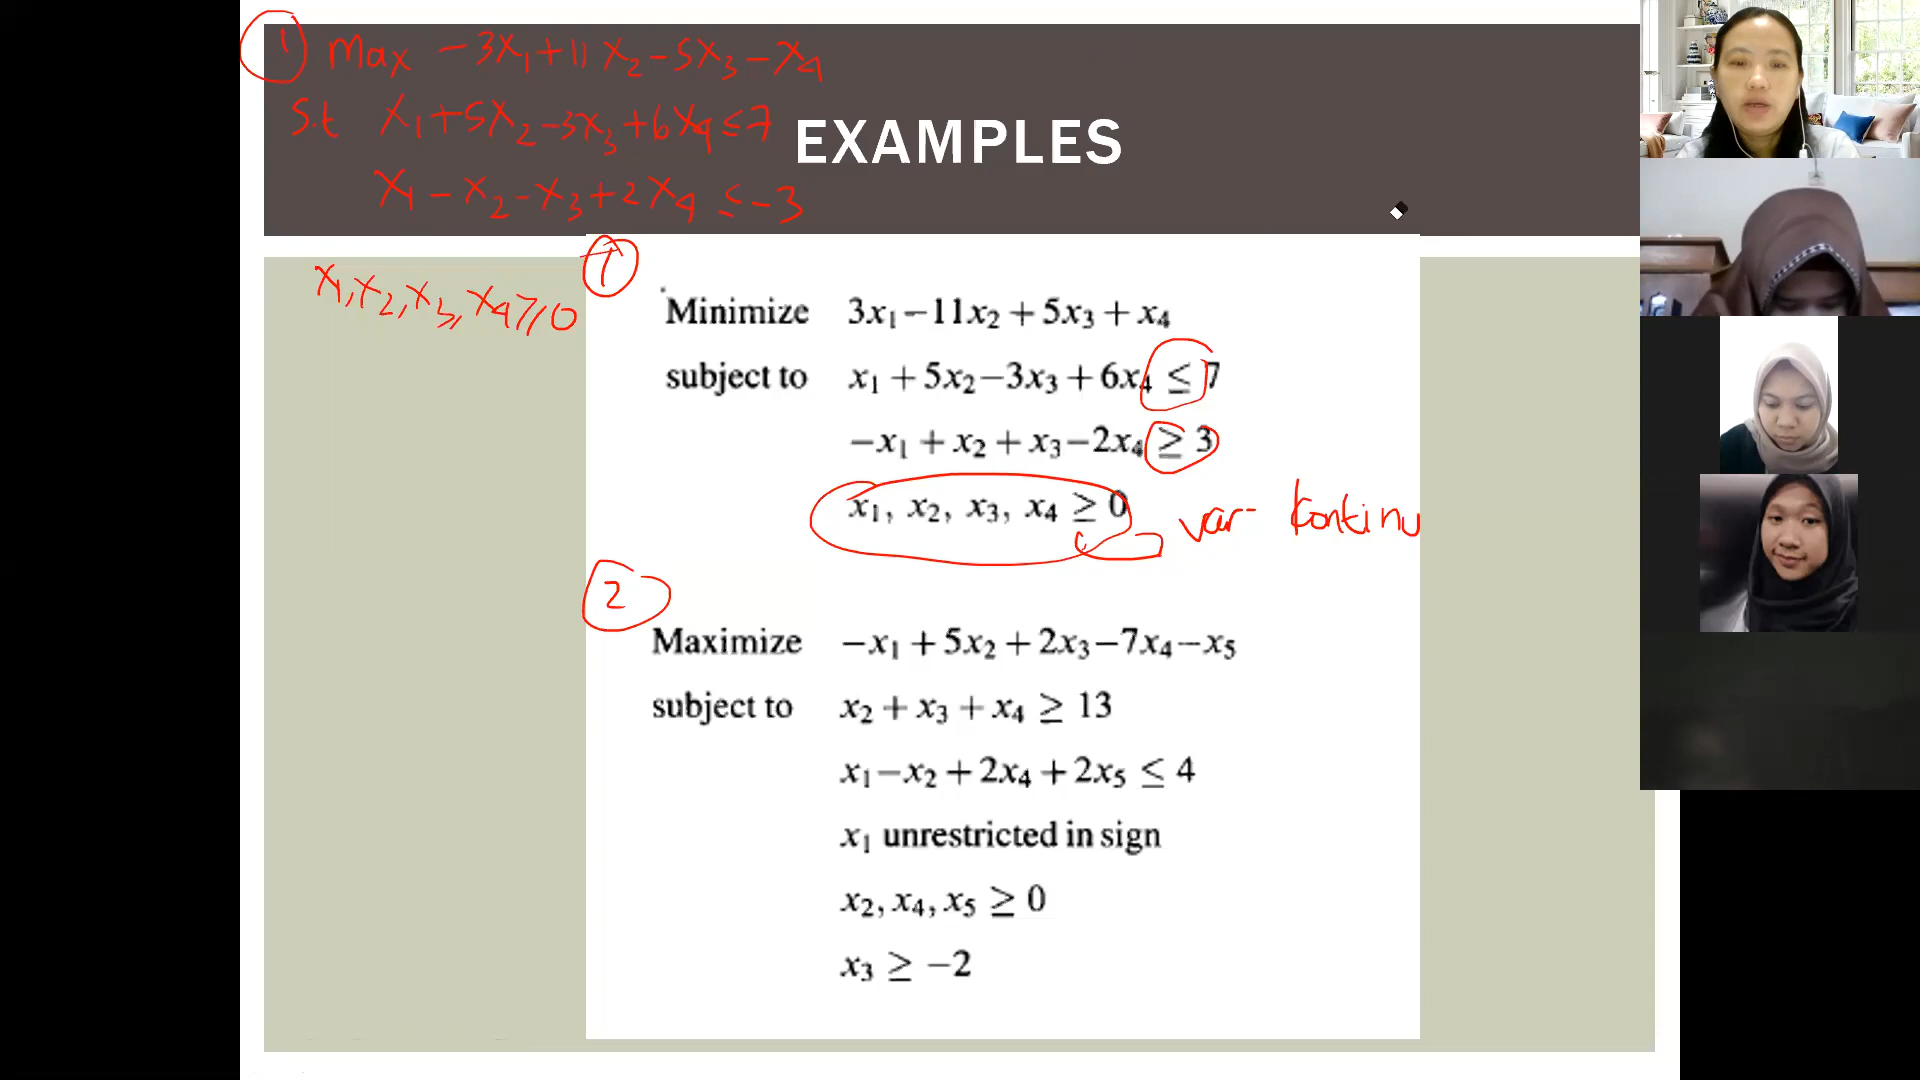 ① Max -3x₁+11x₂-5x₃-x₄
S.t x₁+5x₂-3x₃+6x₄≤7
x₁-x₂-x₃+2x₄≤-3
x₁,x₂,x₃,x₄≥0
EXAMPLES
①
Minimize 3x₁-11x₂+5x₃+x₄
subject to x₁+5x₂-3x₃+6x₄ ≤ 7
-x₁+x₂+x₃-2x₄ ≥ 3
x₁, x₂, x₃, x₄ ≥ 0
var kontinu
②
Maximize -x₁+5x₂+2x₃-7x₄-x₅
subject to x₂+x₃+x₄ ≥ 13
x₁-x₂+2x₄+2x₅ ≤ 4
x₁ unrestricted in sign
x₂, x₄, x₅ ≥ 0
x₃ ≥ -2